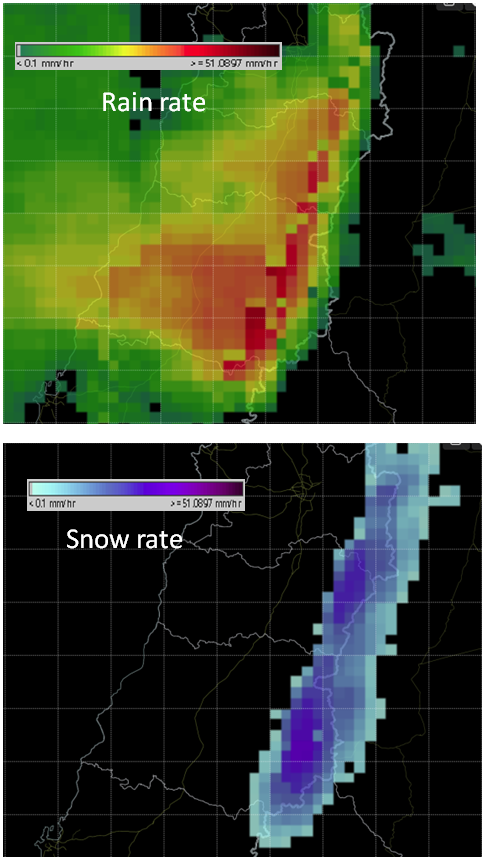 < 0.1 mm/hr >= 51.0897 mm/hr
Rain rate
< 0.1 mm/hr >= 51.0897 mm/hr
Snow rate